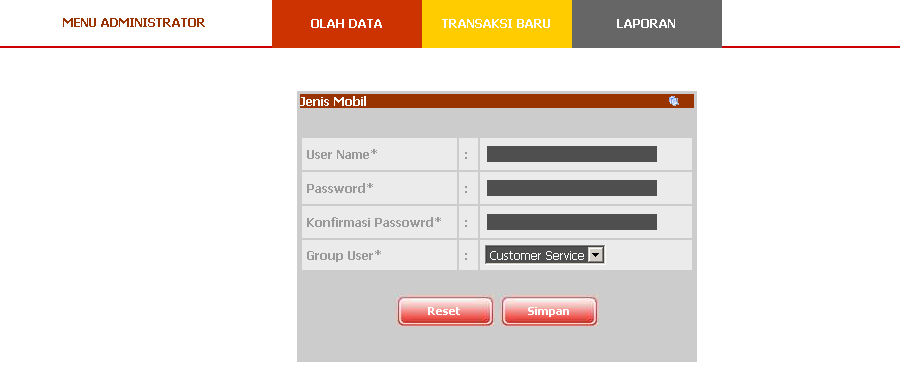 MENU ADMINISTRATOR OLAH DATA TRANSAKSI BARU LAPORAN
Jenis Mobil
User Name* :
Password* :
Konfirmasi Passowrd* :
Group User* : Customer Service
Reset Simpan